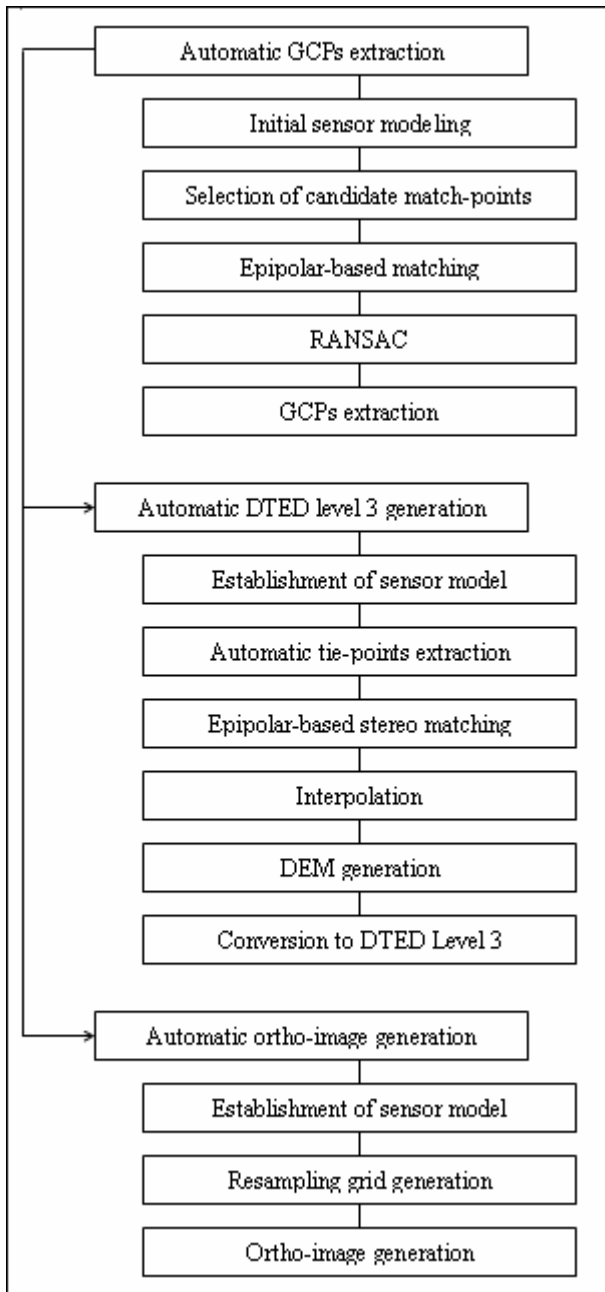 Automatic GCPs extraction
Initial sensor modeling
Selection of candidate match-points
Epipolar-based matching
RANSAC
GCPs extraction
Automatic DTED level 3 generation
Establishment of sensor model
Automatic tie-points extraction
Epipolar-based stereo matching
Interpolation
DEM generation
Conversion to DTED Level 3
Automatic ortho-image generation
Establishment of sensor model
Resampling grid generation
Ortho-image generation